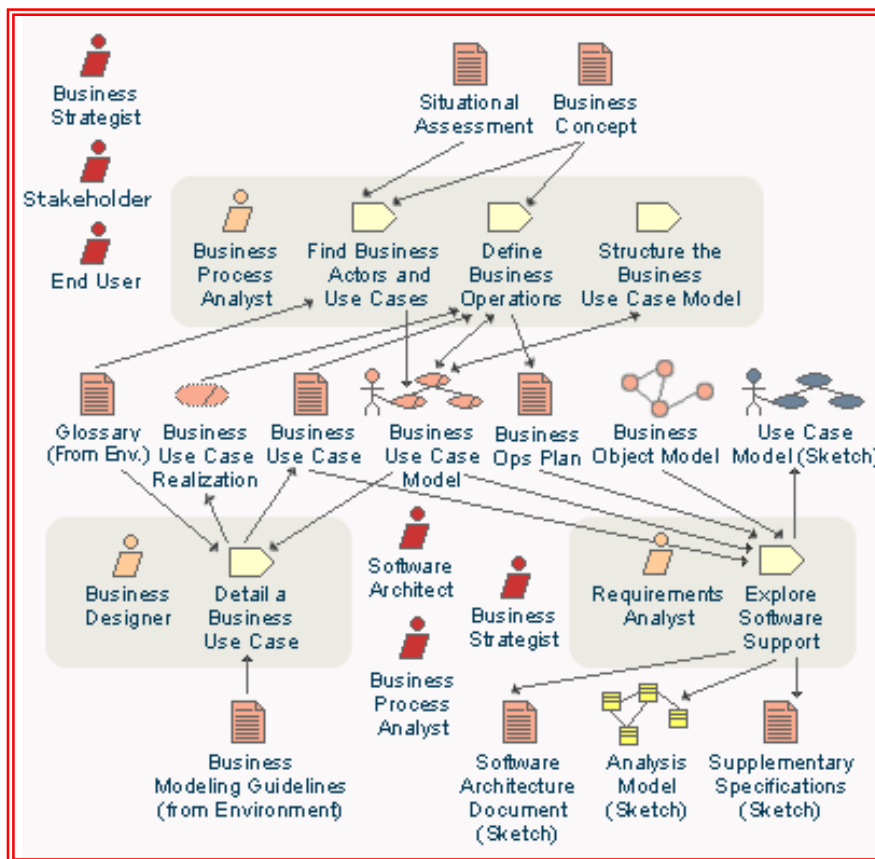 Business
Strategist
Situational
Assessment
Business
Concept
Stakeholder
End User
Business
Process
Analyst
Find Business
Actors and
Use Cases
Define
Business
Operations
Structure the
Business
Use Case Model
Glossary
(From Env.)
Business
Use Case
Realization
Business
Use Case
Business
Use Case
Model
Business
Ops Plan
Business
Object Model
Use Case
Model (Sketch)
Business
Designer
Detail a
Business
Use Case
Software
Architect
Business
Strategist
Business
Process
Analyst
Requirements
Analyst
Explore
Software
Support
Business
Modeling Guidelines
(from Environment)
Software
Architecture
Document
(Sketch)
Analysis
Model
(Sketch)
Supplementary
Specifications
(Sketch)